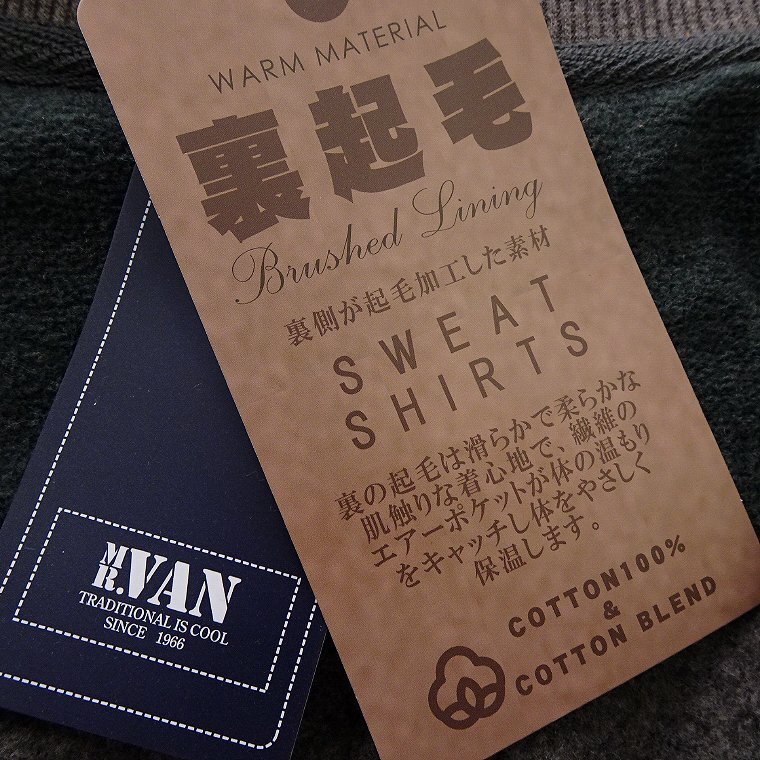 WARM MATERIAL
裏起毛
Brushed Lining
裏側が起毛加工した素材
SWEAT
SHIRTS
裏の起毛は滑らかで柔らかな
肌触りな着心地で、繊維の
エアーポケットが体の温もり
をキャッチし体をやさしく
保温します。
COTTON100%
&
COTTON BLEND
MR.VAN
TRADITIONAL IS COOL
SINCE 1966